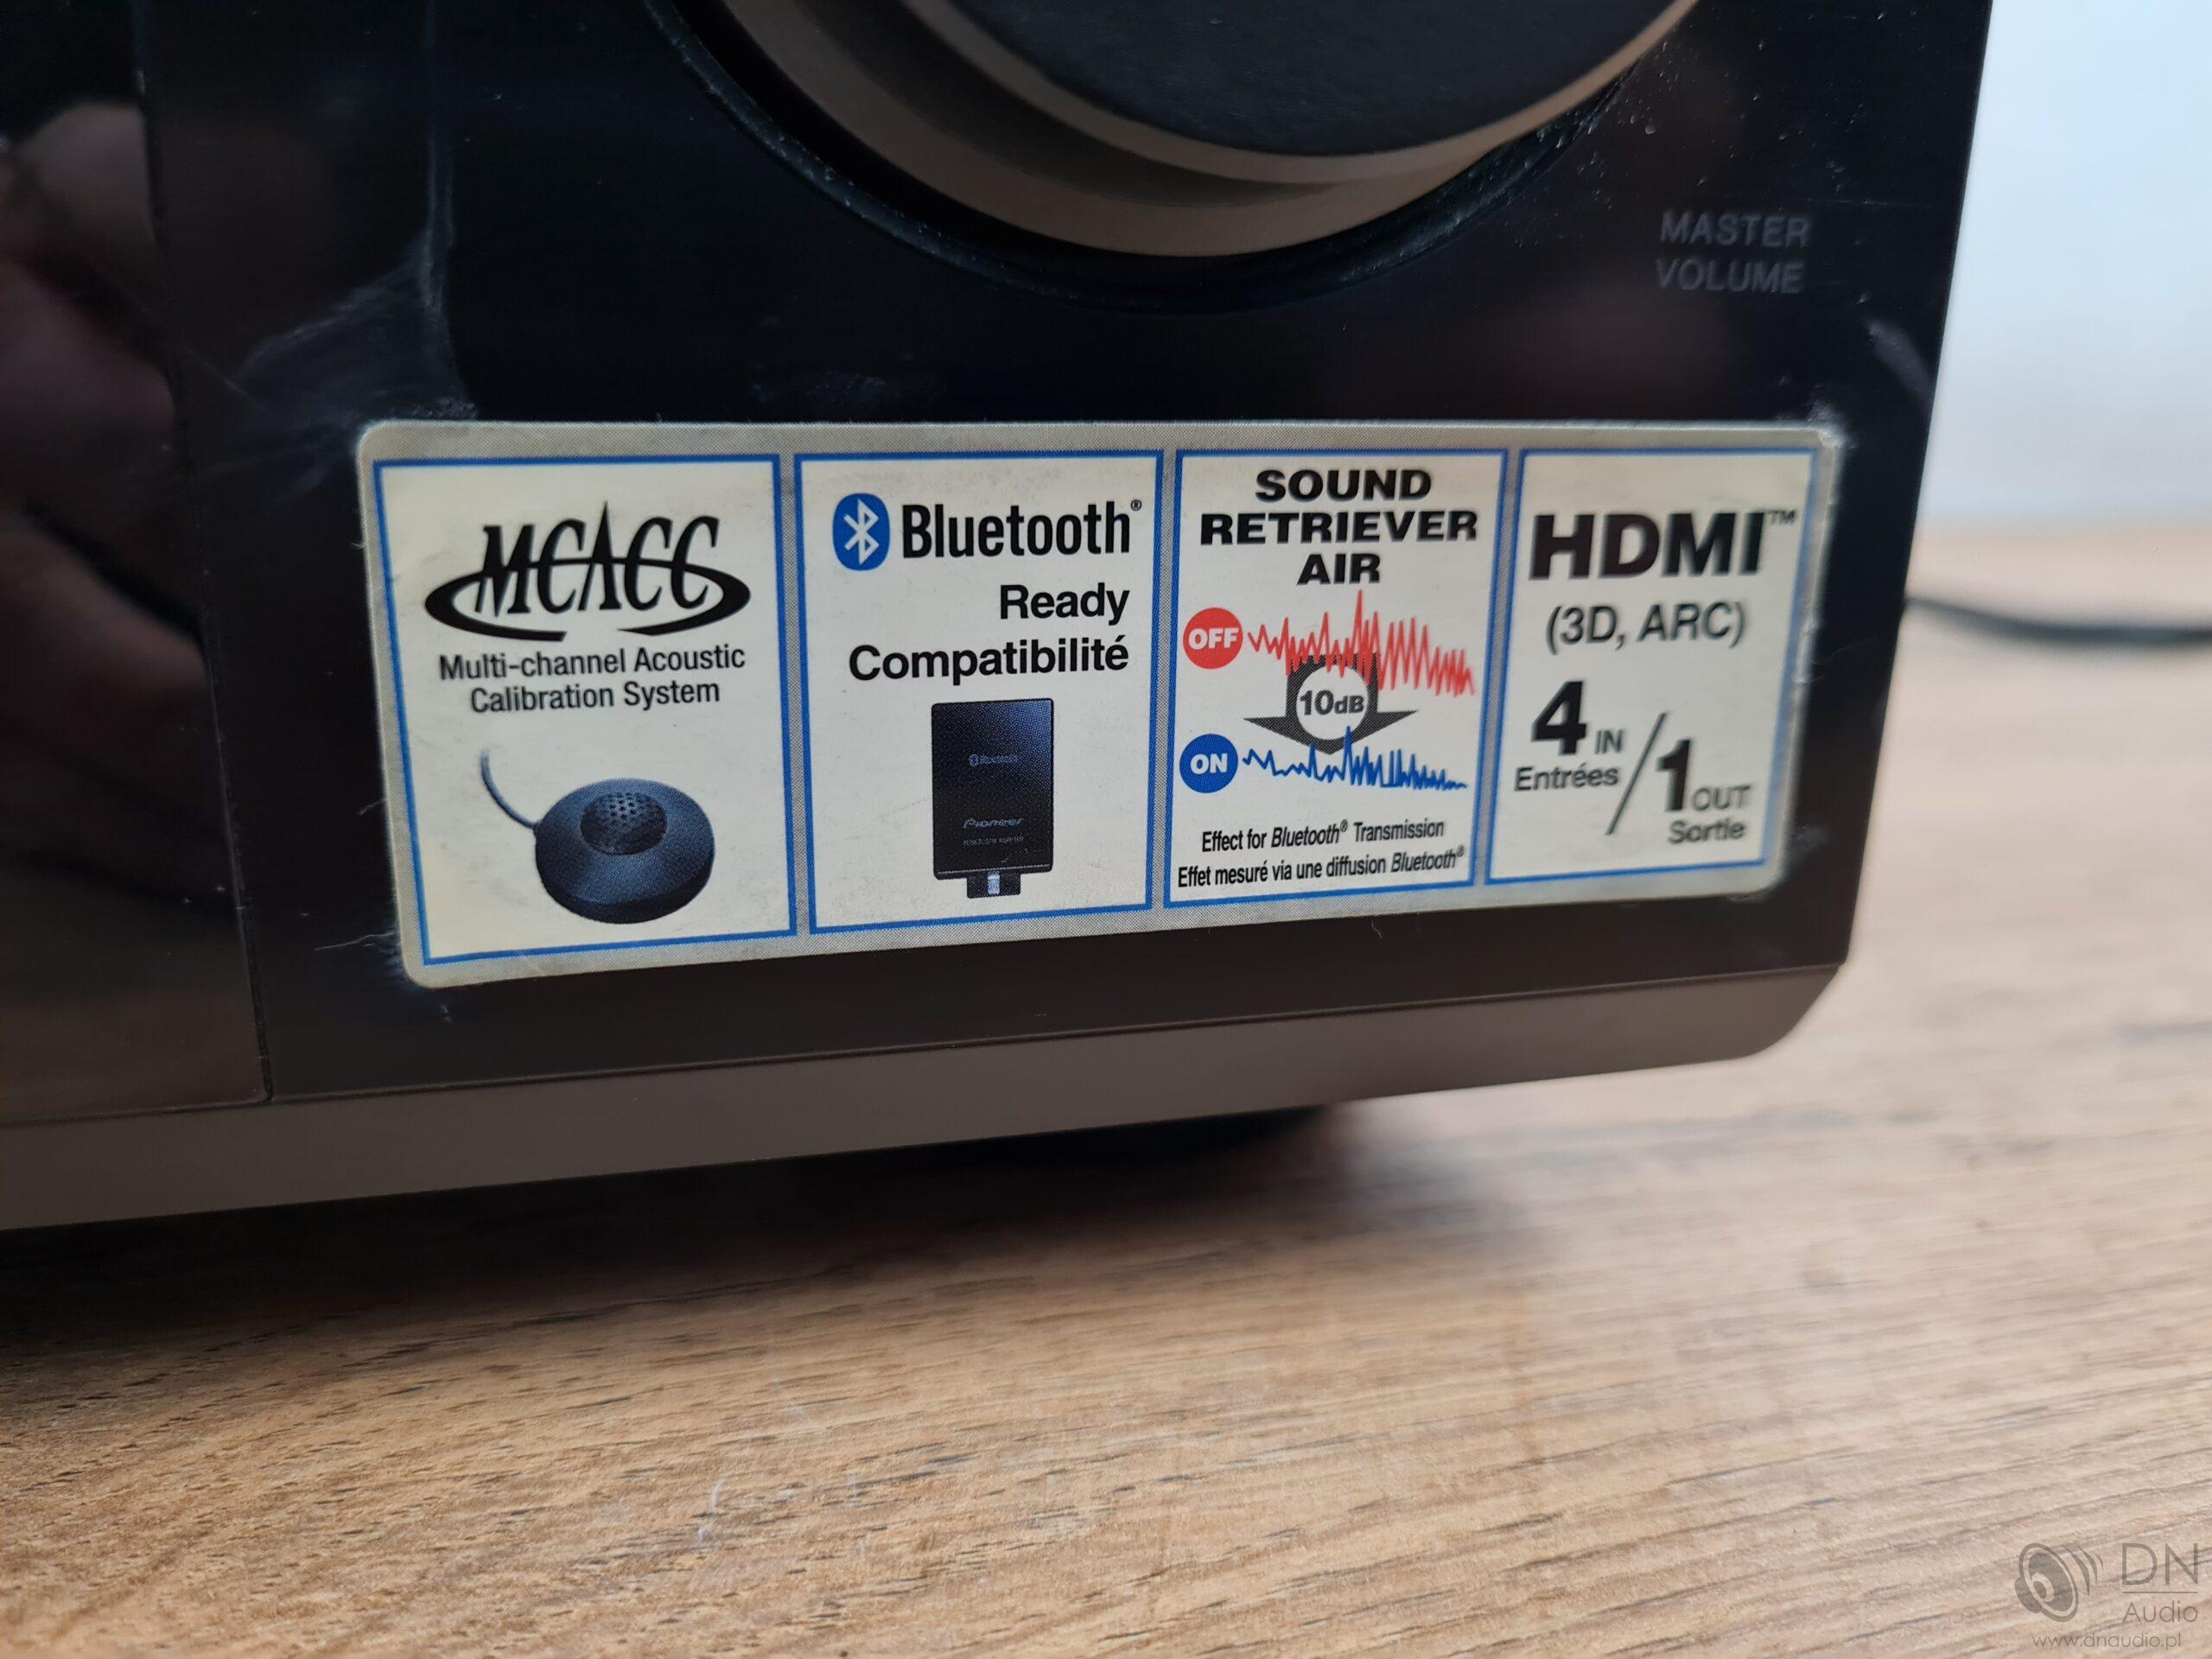 MASTER
VOLUME
MCACC
Multi-channel Acoustic
Calibration System
Bluetooth®
Ready
Compatibilité
Bluetooth
Pioneer
SOUND
RETRIEVER
AIR
OFF
10dB
ON
Effect for Bluetooth® Transmission
Effet mesuré via une diffusion Bluetooth®
HDMI™
(3D, ARC)
4 IN
Entrées
/
1 OUT
Sortie
DN
Audio
www.dnaudio.pl